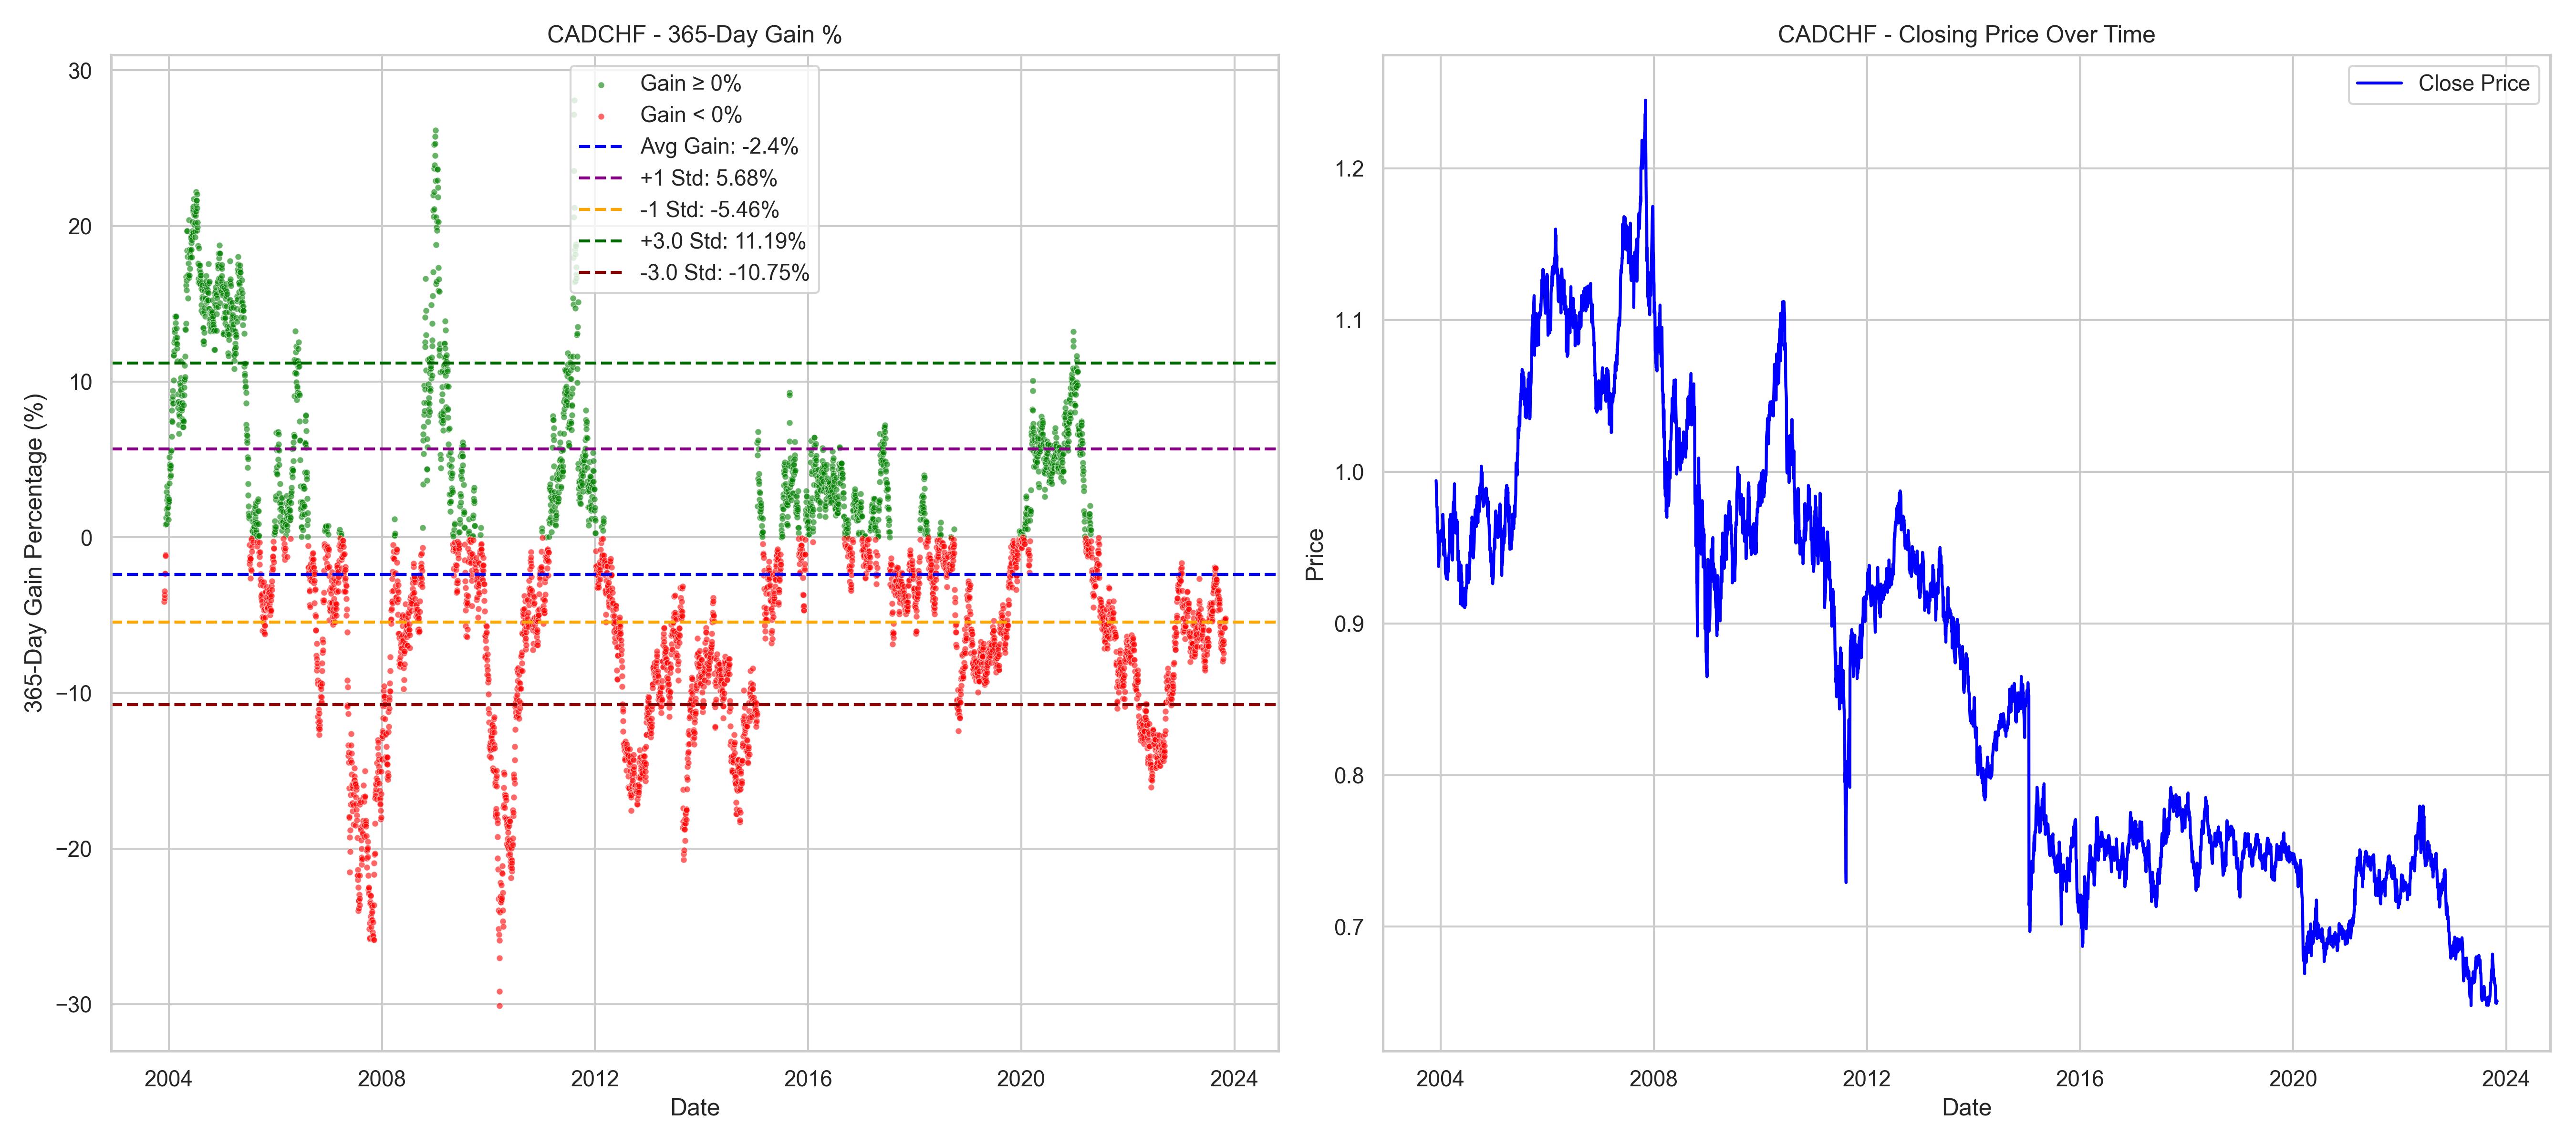 CADCHF - 365-Day Gain %
Gain ≥ 0%
Gain < 0%
Avg Gain: -2.4%
+1 Std: 5.68%
-1 Std: -5.46%
+3.0 Std: 11.19%
-3.0 Std: -10.75%
365-Day Gain Percentage (%)
30
20
10
0
−10
−20
−30
2004 2008 2012 2016 2020 2024
Date
CADCHF - Closing Price Over Time
Close Price
Price
1.2
1.1
1.0
0.9
0.8
0.7
2004 2008 2012 2016 2020 2024
Date